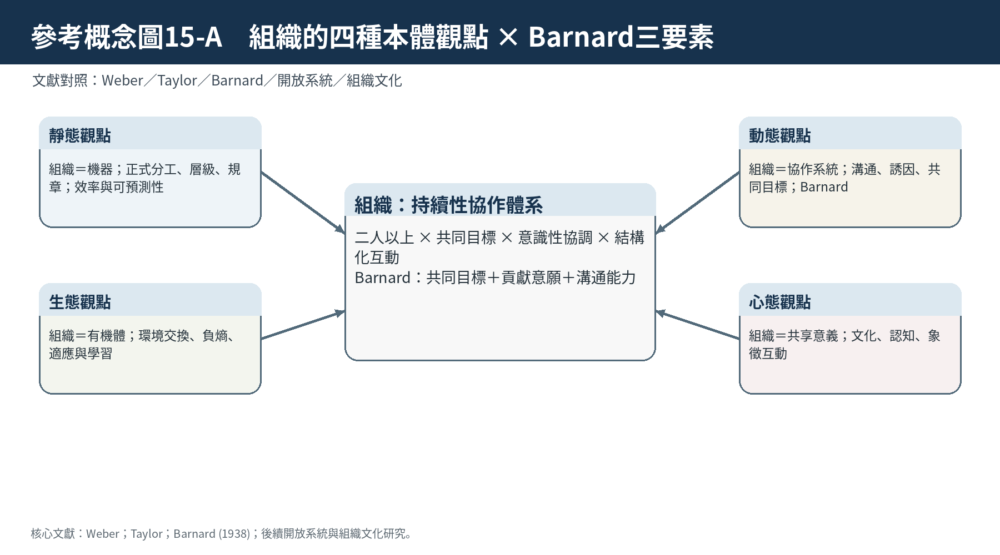 參考概念圖15-A　組織的四種本體觀點 × Barnard三要素
文獻對照：Weber／Taylor／Barnard／開放系統／組織文化
靜態觀點
組織＝機器；正式分工、層級、規
章；效率與可預測性
動態觀點
組織＝協作系統；溝通、誘因、共
同目標；Barnard
組織：持續性協作體系
二人以上 × 共同目標 × 意識性協調 × 結構
化互動
Barnard：共同目標＋貢獻意願＋溝通能力
生態觀點
組織＝有機體；環境交換、負熵、
適應與學習
心態觀點
組織＝共享意義；文化、認知、象
徵互動
核心文獻：Weber；Taylor；Barnard (1938)；後續開放系統與組織文化研究。